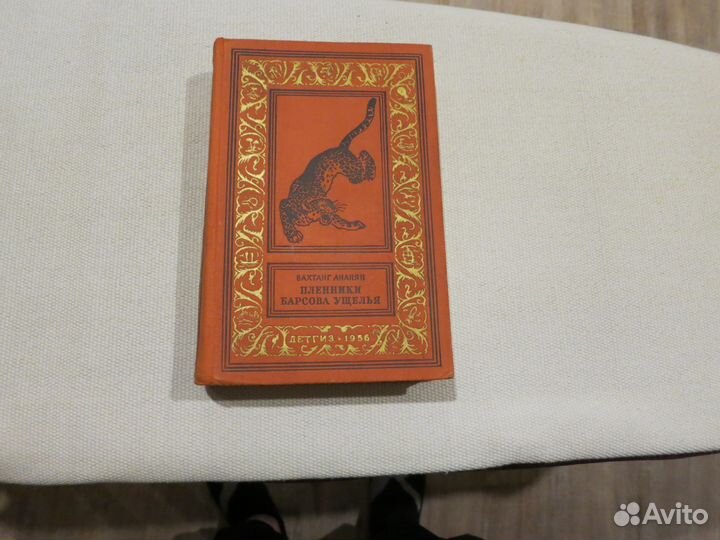 ВАХТАНГ АНАНЯН
ПЛЕННИКИ
БАРСОВА УЩЕЛЬЯ
ДЕТГИЗ • 1956
Avito